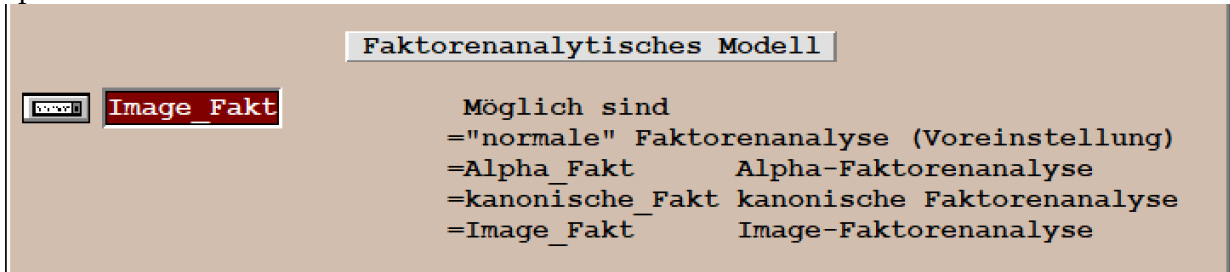 Faktorenanalytisches Modell
Image_Fakt Möglich sind
="normale" Faktorenanalyse (Voreinstellung)
=Alpha_Fakt Alpha-Faktorenanalyse
=kanonische_Fakt kanonische Faktorenanalyse
=Image_Fakt Image-Faktorenanalyse